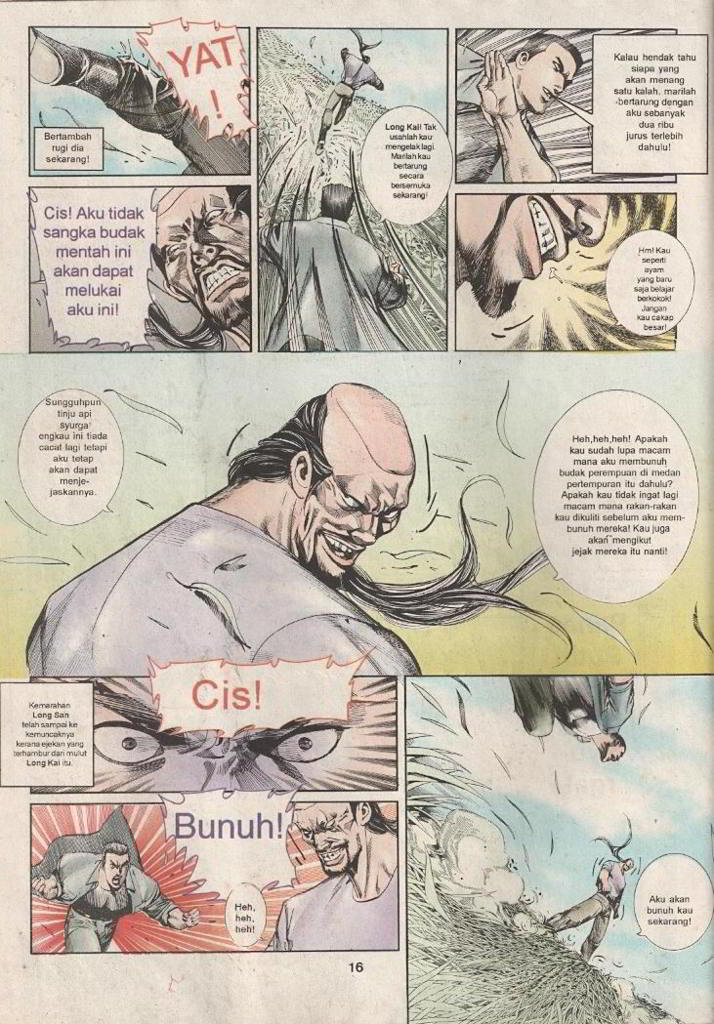 YAT
!
Bertambah
rugi dia
sekarang!
Long Kai! Tak
usahlah kau
mengelak lagi.
Marilah kau
bertarung
secara
bersemuka
sekarang!
Kalau hendak tahu
siapa yang
akan menang
satu kalah, marilah
bertarung dengan
aku sebanyak
dua ribu
jurus terlebih
dahulu!
Cis! Aku tidak
sangka budak
mentah ini
akan dapat
melukai
aku ini!
Hm! Kau
seperti
ayam
yang baru
saja belajar
berkokok!
Jangan
kau cakap
besar!
Sungguhpun
tinju api
syurga
engkau ini tiada
cacat lagi tetapi
aku tetap
akan dapat
menje-
jaskannya.
Heh,heh,heh! Apakah
kau sudah lupa macam
mana aku membunuh
budak perempuan di medan
pertempuran itu dahulu?
Apakah kau tidak ingat lagi
macam mana rakan-rakan
kau dikuliti sebelum aku mem-
bunuh mereka! Kau juga
akan mengikut
jejak mereka itu nanti!
Kemarahan
Long San
telah sampai ke
kemuncaknya
kerana ejekan yang
terhambur dari mulut
Long Kai itu.
Cis!
Bunuh!
Heh,
heh,
heh!
Aku akan
bunuh kau
sekarang!
16